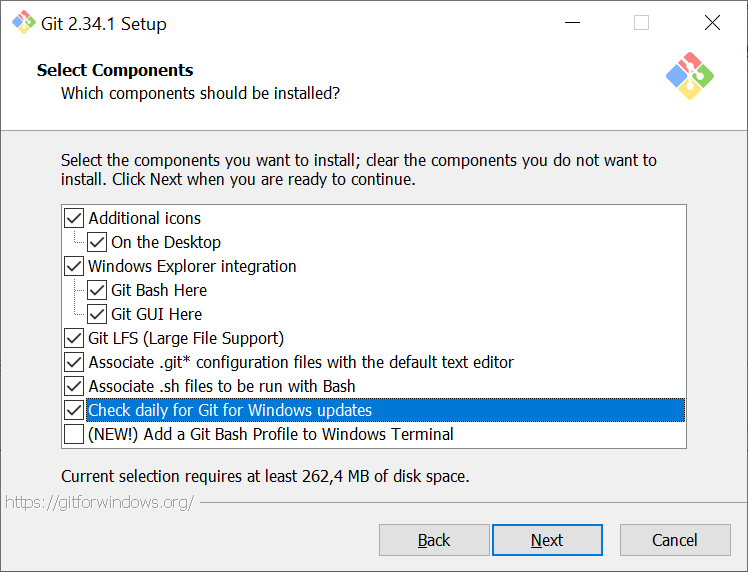 Git 2.34.1 Setup
Select Components
Which components should be installed?
Select the components you want to install; clear the components you do not want to
install. Click Next when you are ready to continue.
Additional icons
On the Desktop
Windows Explorer integration
Git Bash Here
Git GUI Here
Git LFS (Large File Support)
Associate .git* configuration files with the default text editor
Associate .sh files to be run with Bash
Check daily for Git for Windows updates
(NEW!) Add a Git Bash Profile to Windows Terminal
Current selection requires at least 262,4 MB of disk space.
https://gitforwindows.org/
Back Next Cancel